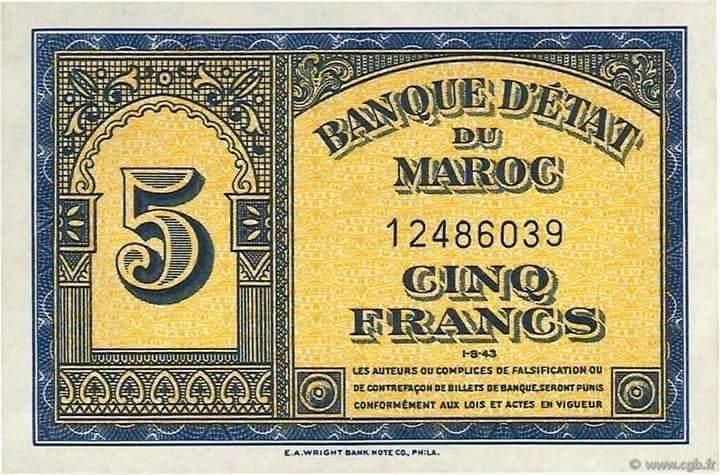 BANQUE D'ÉTAT
DU
MAROC
5
12486039
CINQ
FRANCS
1-8-43
LES AUTEURS OU COMPLICES DE FALSIFICATION OU
DE CONTREFAÇON DE BILLETS DE BANQUE, SERONT PUNIS
CONFORMÉMENT AUX LOIS ET ACTES EN VIGUEUR
E.A.WRIGHT BANK NOTE CO., PHILA.
© www.cgb.fr